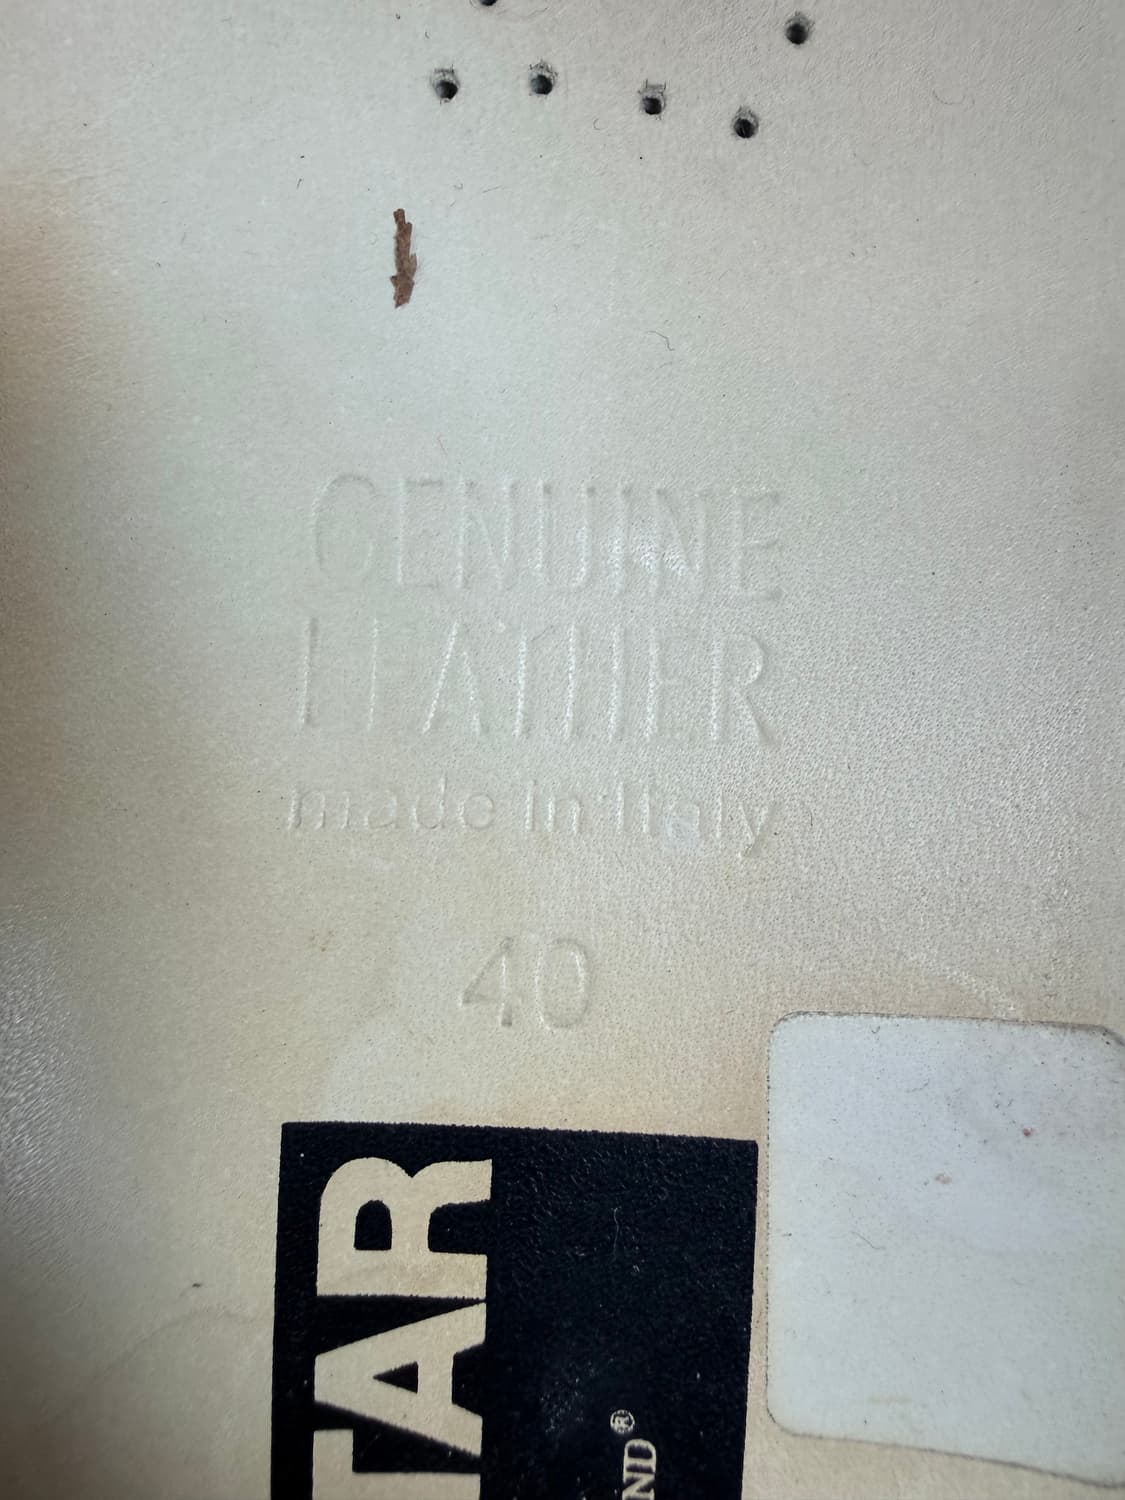 GENUINE
LEATHER
made in Italy
40
TAR
ND®